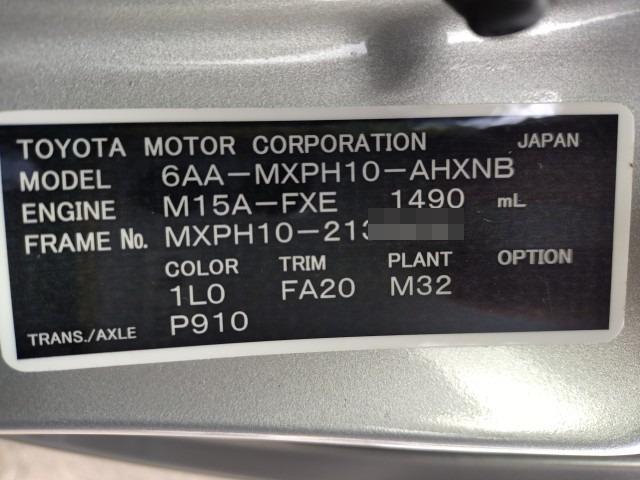 TOYOTA MOTOR CORPORATION JAPAN
MODEL 6AA-MXPH10-AHXNB
ENGINE M15A-FXE 1490 mL
FRAME No. MXPH10-213
COLOR TRIM PLANT OPTION
1L0 FA20 M32
TRANS./AXLE P910